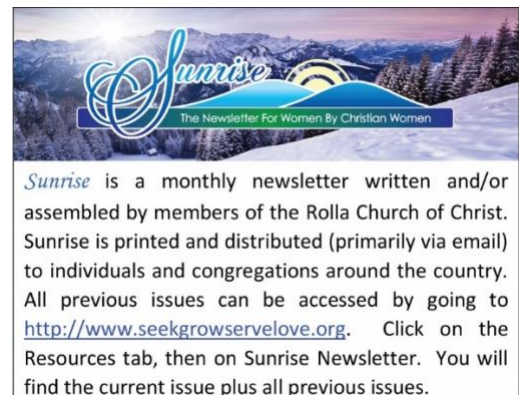 Sunrise
The Newsletter For Women By Christian Women
Sunrise is a monthly newsletter written and/or
assembled by members of the Rolla Church of Christ.
Sunrise is printed and distributed (primarily via email)
to individuals and congregations around the country.
All previous issues can be accessed by going to
http://www.seekgrowservelove.org. Click on the
Resources tab, then on Sunrise Newsletter. You will
find the current issue plus all previous issues.